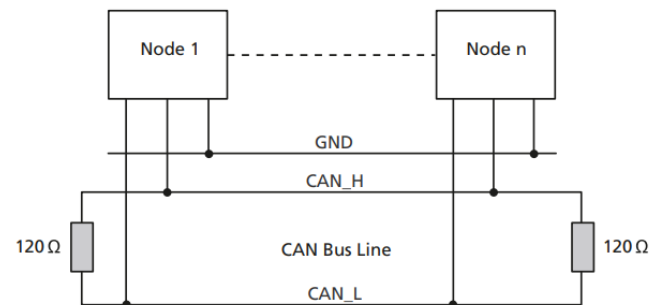 Node 1
Node n
GND
CAN_H
120 Ω
CAN Bus Line
120 Ω
CAN_L